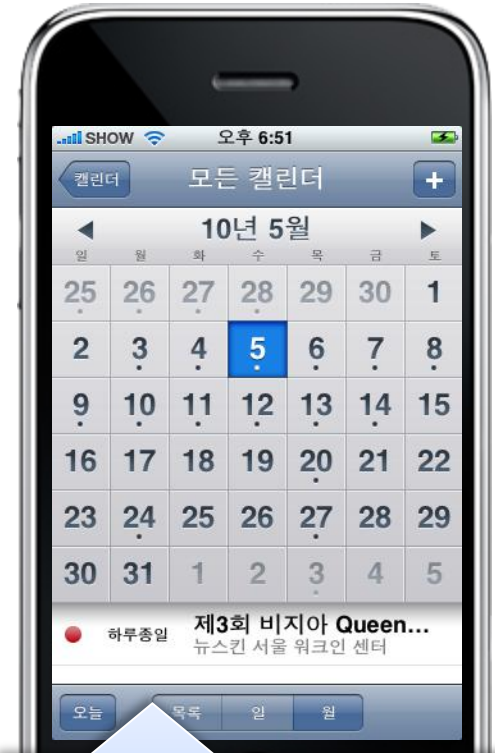 SHOW 오후 6:51
캘린더 모든 캘린더 +
10년 5월
일 월 화 수 목 금 토
25 26 27 28 29 30 1
2 3 4 5 6 7 8
9 10 11 12 13 14 15
16 17 18 19 20 21 22
23 24 25 26 27 28 29
30 31 1 2 3 4 5
하루종일 제3회 비지아 Queen...
뉴스킨 서울 워크인 센터
오늘 목록 일 월